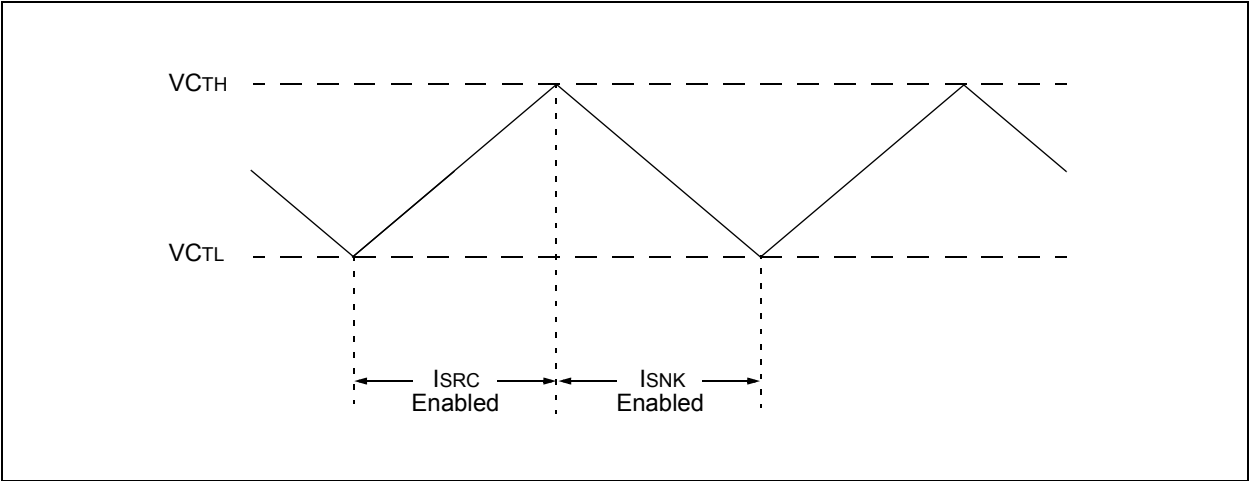 VCTH
VCTL
ISRC
Enabled
ISNK
Enabled